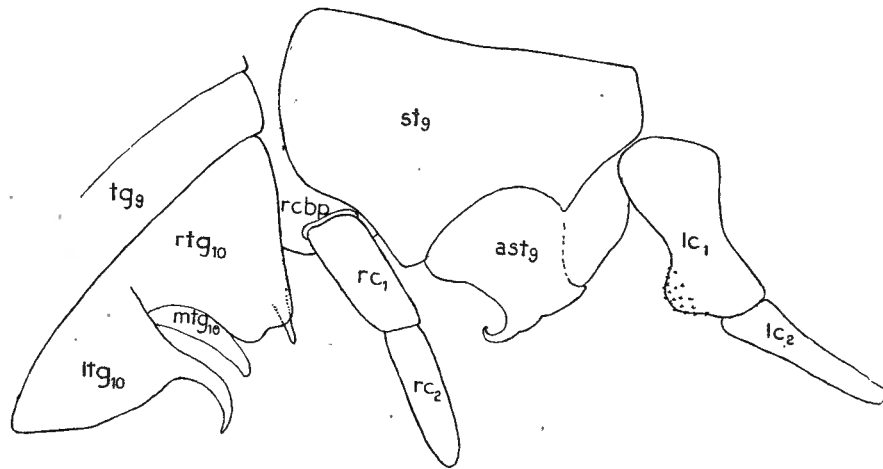 st₉
tg₉
rcbp
rtg₁₀
ast₉
lc₁
rc₁
mtg₁₀
lc₂
ltg₁₀
rc₂